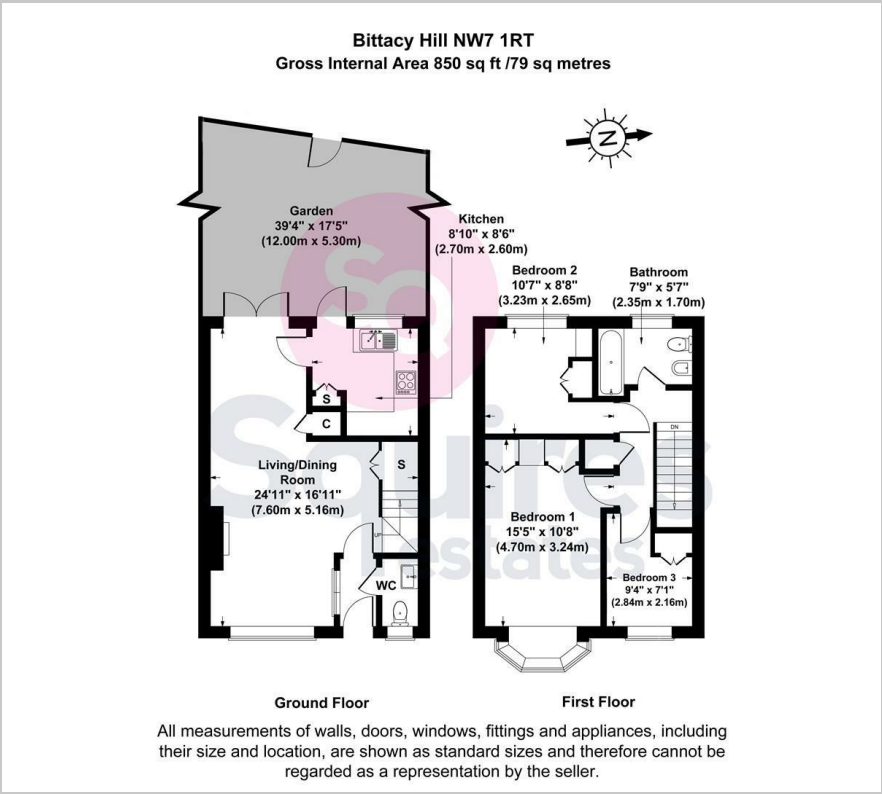 Bittacy Hill NW7 1RT
Gross Internal Area 850 sq ft /79 sq metres
N
Garden
39'4" x 17'5"
(12.00m x 5.30m)
Kitchen
8'10" x 8'6"
(2.70m x 2.60m)
Bedroom 2
10'7" x 8'8"
(3.23m x 2.65m)
Bathroom
7'9" x 5'7"
(2.35m x 1.70m)
SQ
S
C
S
DN
Living/Dining
Room
24'11" x 16'11"
(7.60m x 5.16m)
Squires
estates
UP
WC
Bedroom 1
15'5" x 10'8"
(4.70m x 3.24m)
Bedroom 3
9'4" x 7'1"
(2.84m x 2.16m)
Ground Floor
First Floor
All measurements of walls, doors, windows, fittings and appliances, including
their size and location, are shown as standard sizes and therefore cannot be
regarded as a representation by the seller.